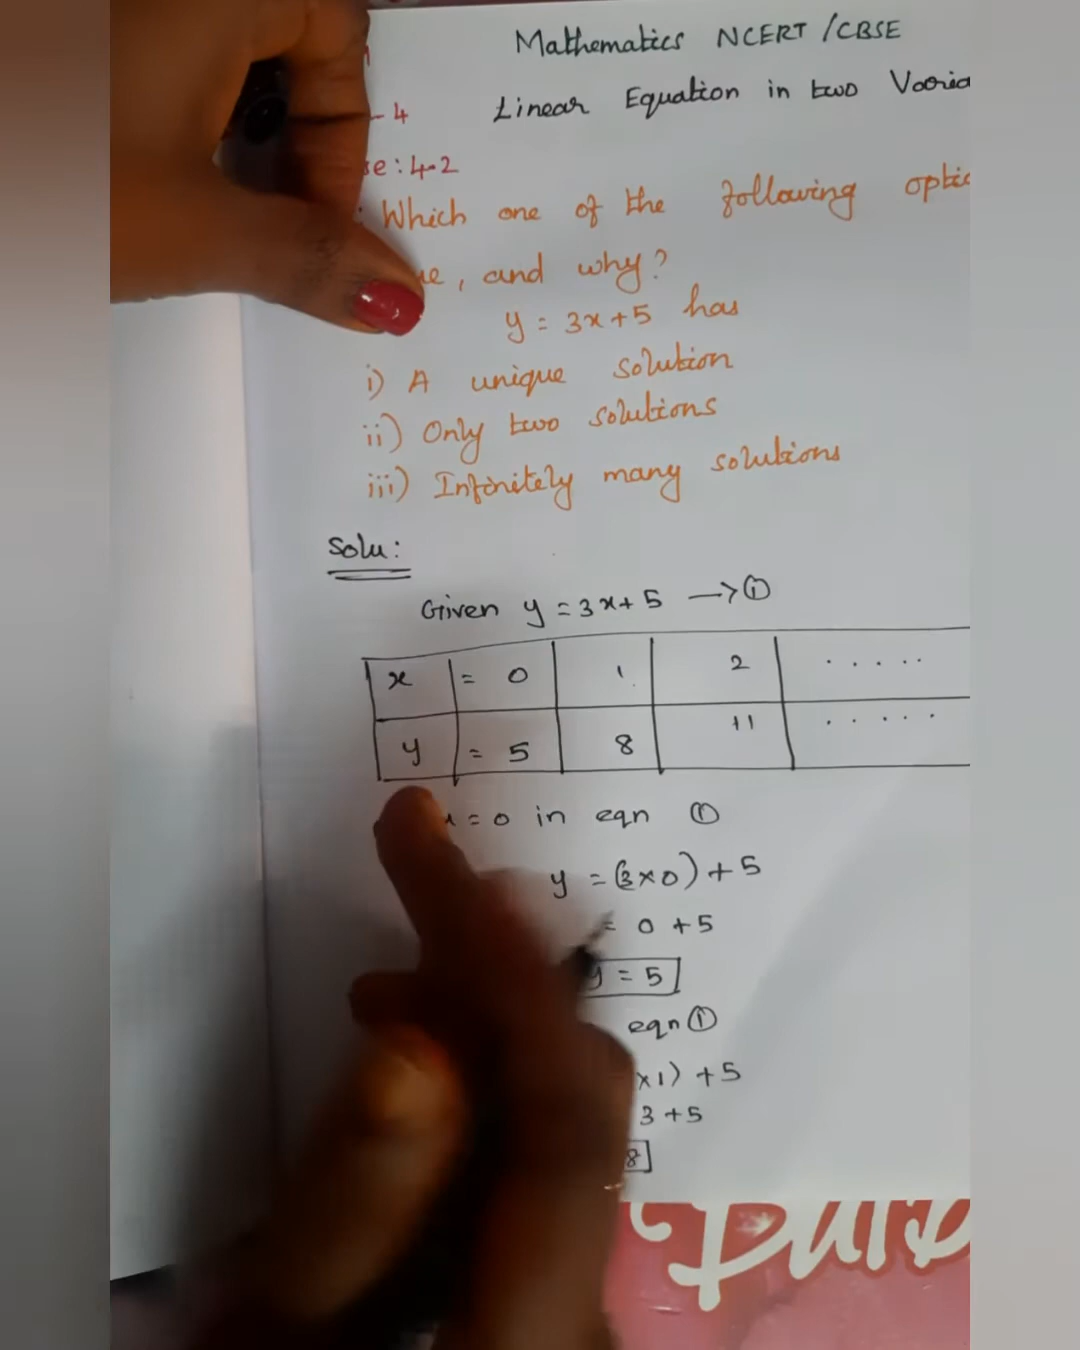 Mathematics NCERT /CBSE
- 4 Linear Equation in two
: 4.2
Which one of the following
, and why?
y = 3x+5 has
i) A unique solution
ii) Only two solutions
iii) Infinitely many solutions
Solu:
Given y = 3x+5 → ①
x = 0 1 2 .....
y = 5 8 11 .....
= 0 in eqn ①
y = (3×0) + 5
= 0 + 5
y = 5
eqn ①
×1) + 5
3 + 5
8